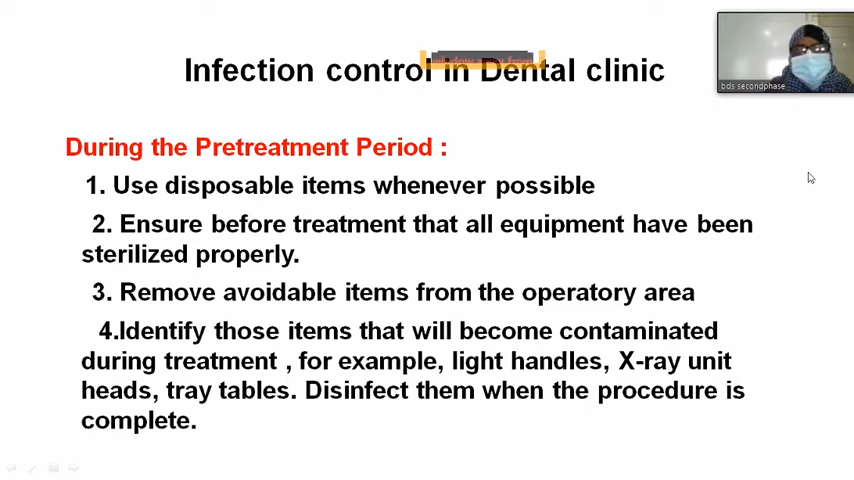 Infection control in Dental clinic
bds secondphase
During the Pretreatment Period :
1. Use disposable items whenever possible
2. Ensure before treatment that all equipment have been
sterilized properly.
3. Remove avoidable items from the operatory area
4.Identify those items that will become contaminated
during treatment , for example, light handles, X-ray unit
heads, tray tables. Disinfect them when the procedure is
complete.